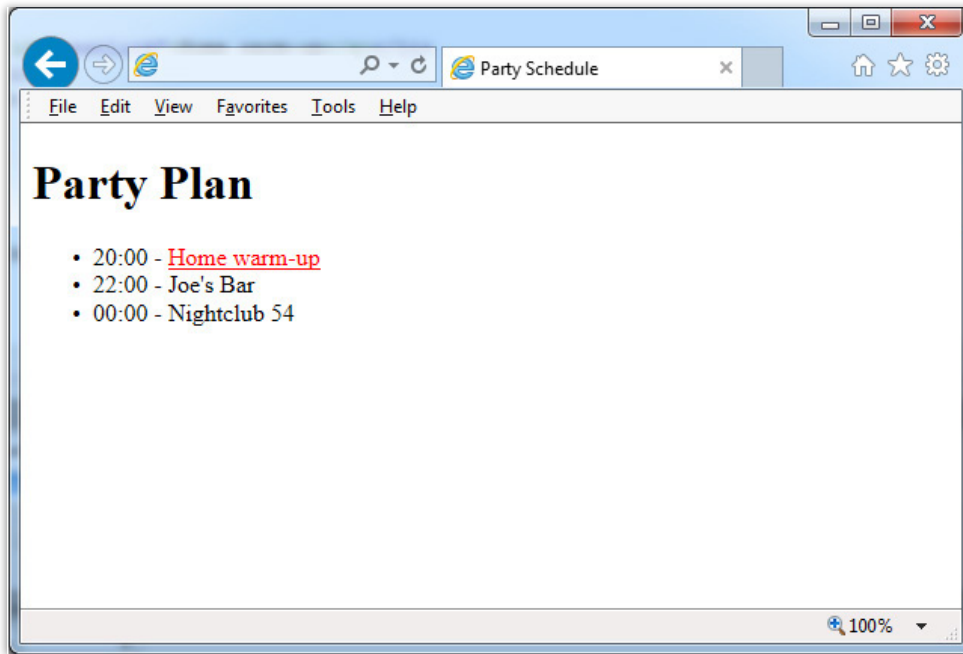 Party Schedule
File Edit View Favorites Tools Help
Party Plan
• 20:00 - Home warm-up
• 22:00 - Joe's Bar
• 00:00 - Nightclub 54
100%